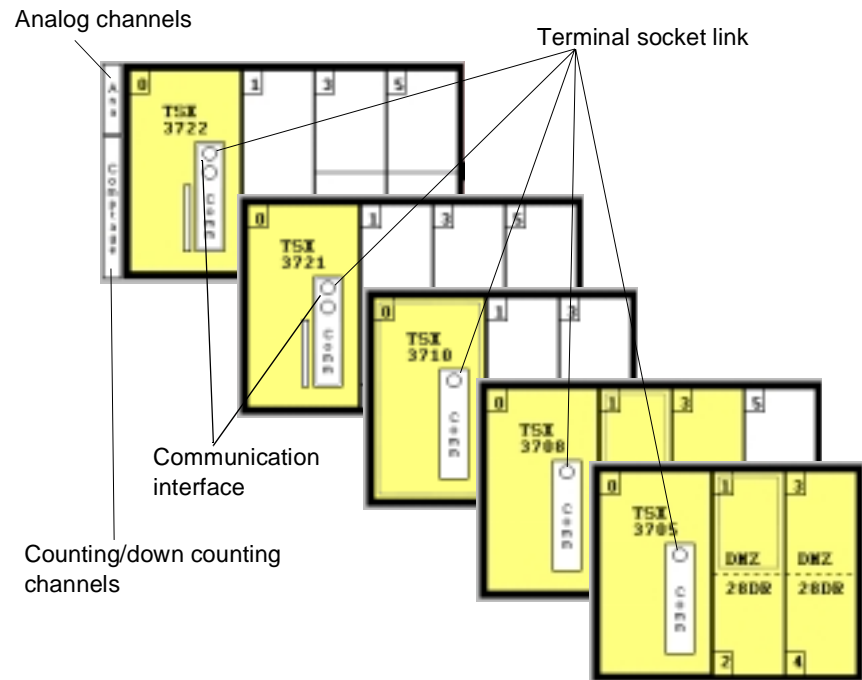 Analog channels
Terminal socket link
0
1
3
5
Ana
TSX
3722
Comptage
Comm
0
1
3
5
TSX
3721
Comm
0
1
3
TSX
3710
Comm
0
1
3
5
TSX
3708
Comm
Communication
interface
0
1
3
TSX
3705
Comm
DMZ
DMZ
28DR
28DR
2
4
Counting/down counting
channels